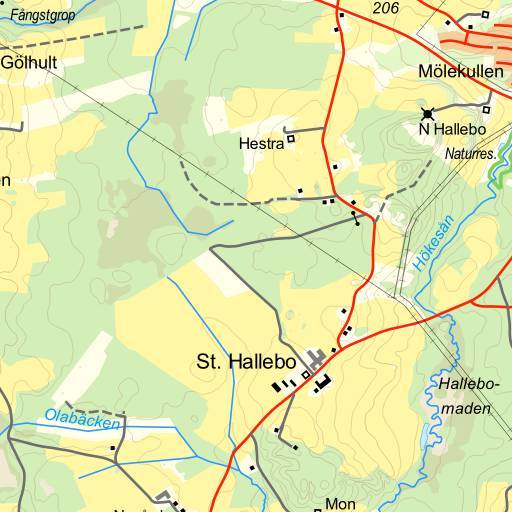 Fångstgrop
206
Gölhult
Mölekullen
N Hallebo
Hestra
Naturres.
Hökesån
St. Hallebo
Hallebo-
maden
Olabäcken
Mon